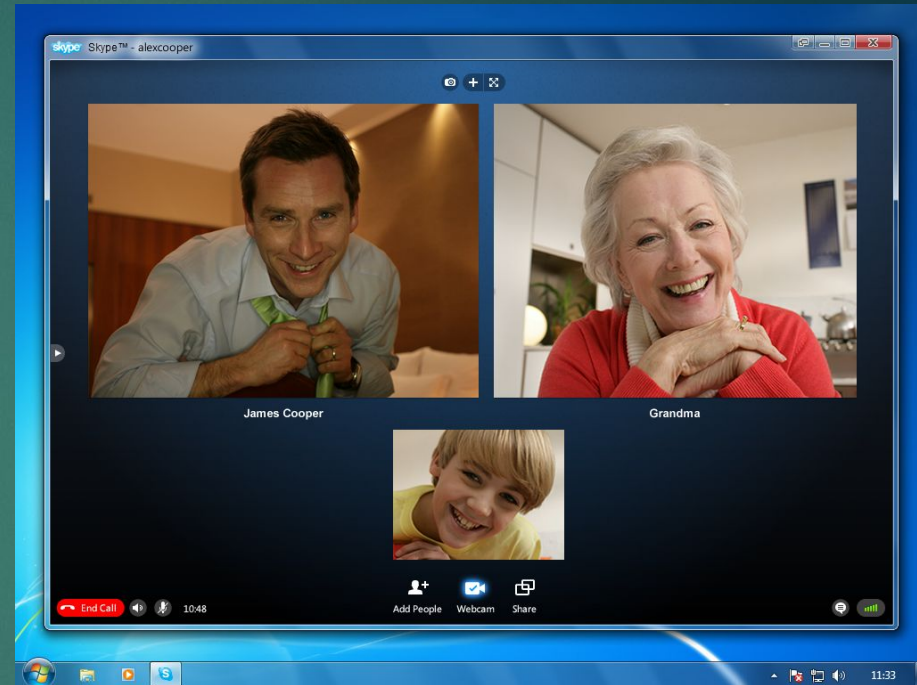 skype Skype™ - alexcooper
James Cooper
Grandma
End Call
10:48
Add People
Webcam
Share
S
11:33